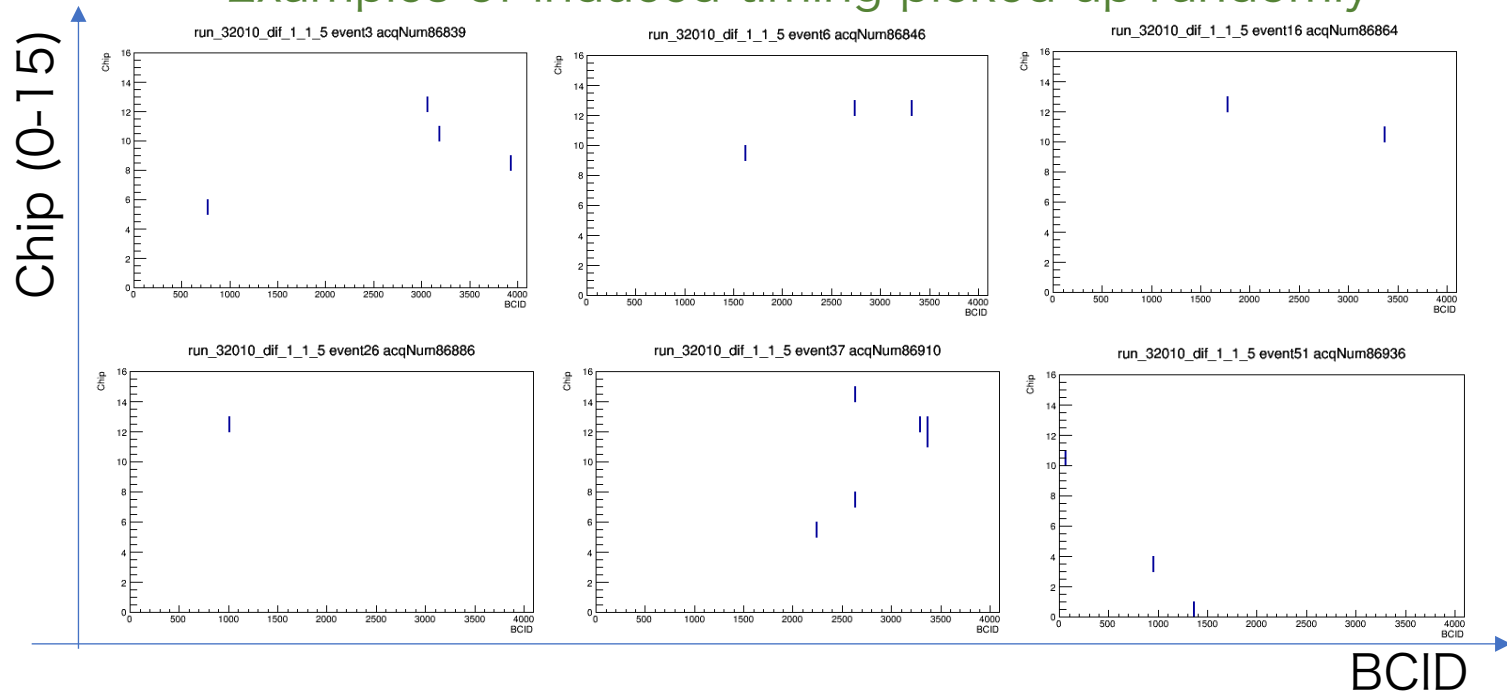 Examples of induced timing picked up randomly
Chip (0-15)
run_32010_dif_1_1_5 event3 acqNum86839
Chip
16
14
12
10
8
6
4
2
0
0 500 1000 1500 2000 2500 3000 3500 4000
BCID
run_32010_dif_1_1_5 event6 acqNum86846
Chip
16
14
12
10
8
6
4
2
0
0 500 1000 1500 2000 2500 3000 3500 4000
BCID
run_32010_dif_1_1_5 event16 acqNum86864
Chip
16
14
12
10
8
6
4
2
0
0 500 1000 1500 2000 2500 3000 3500 4000
BCID
run_32010_dif_1_1_5 event26 acqNum86886
Chip
16
14
12
10
8
6
4
2
0
0 500 1000 1500 2000 2500 3000 3500 4000
BCID
run_32010_dif_1_1_5 event37 acqNum86910
Chip
16
14
12
10
8
6
4
2
0
0 500 1000 1500 2000 2500 3000 3500 4000
BCID
run_32010_dif_1_1_5 event51 acqNum86936
Chip
16
14
12
10
8
6
4
2
0
0 500 1000 1500 2000 2500 3000 3500 4000
BCID
BCID